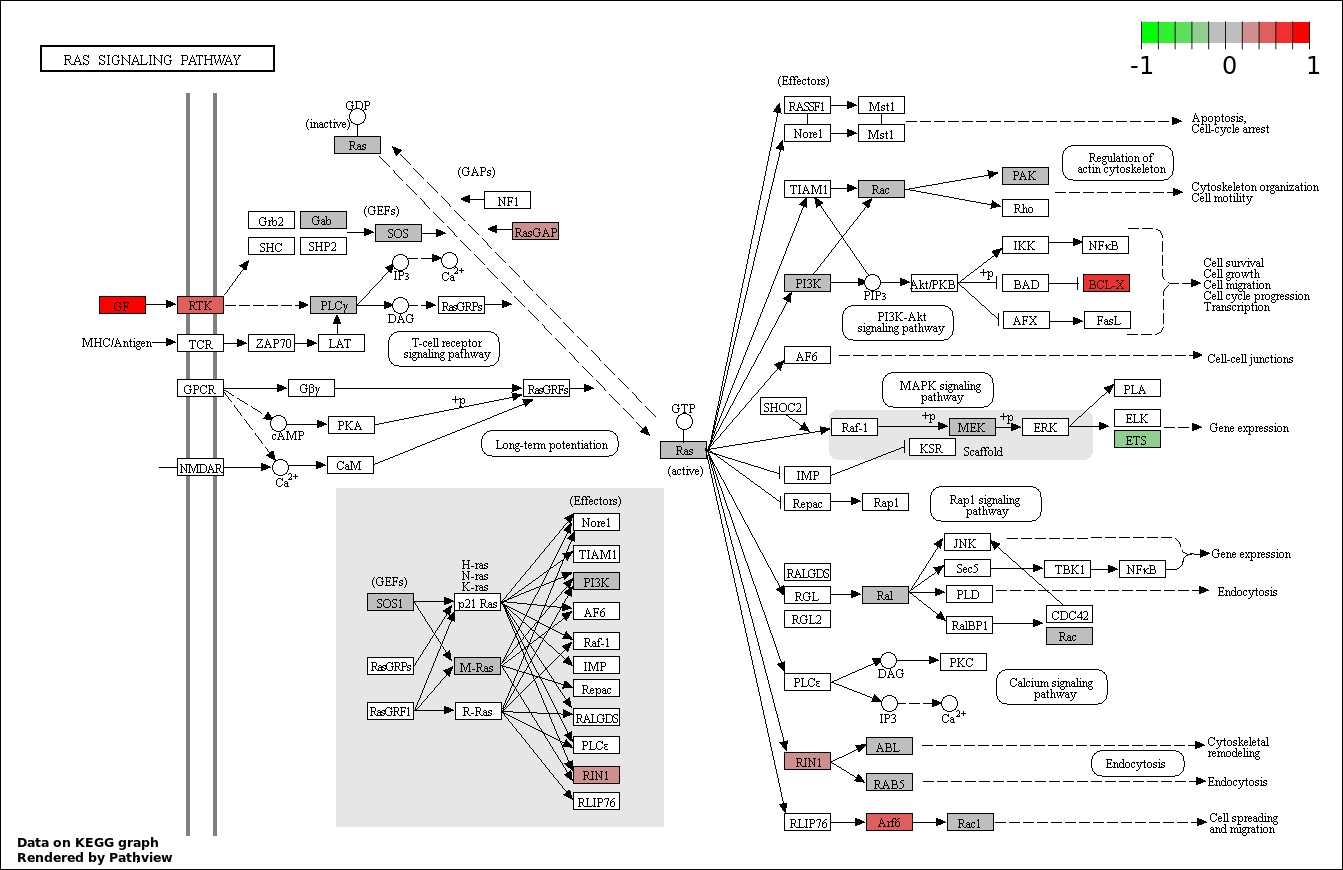 RAS SIGNALING PATHWAY
-1
0
1
GDP
(inactive)
Ras
(GAPs)
NF1
RasGAP
(GEFs)
Grb2
Gab
SOS
SHC
SHP2
IP3
Ca2+
GF
RTK
PLCγ
DAG
RasGRPs
MHC/Antigen
TCR
ZAP70
LAT
T-cell receptor
signaling pathway
GPCR
Gβγ
RasGRFs
+p
cAMP
PKA
NMDAR
Ca2+
CaM
Long-term potentiation
GTP
Ras
(active)
(Effectors)
RASSF1
Mst1
Nore1
Mst1
Apoptosis,
Cell-cycle arrest
Regulation of
actin cytoskeleton
TIAM1
Rac
PAK
Rho
Cytoskeleton organization
Cell motility
IKK
NFκB
PI3K
PIP3
Akt/PKB
+p
BAD
BCL-X
AFX
FasL
PI3K-Akt
signaling pathway
Cell survival
Cell growth
Cell migration
Cell cycle progression
Transcription
AF6
Cell-cell junctions
MAPK signaling
pathway
SHOC2
Raf-1
+p
MEK
+p
ERK
KSR
Scaffold
PLA
ELK
ETS
Gene expression
IMP
Repac
Rap1
Rap1 signaling
pathway
RALGDS
RGL
RGL2
Ral
JNK
Sec5
TBK1
NFκB
PLD
RalBP1
CDC42
Rac
Gene expression
Endocytosis
PLCε
DAG
PKC
IP3
Ca2+
Calcium signaling
pathway
RIN1
ABL
RAB5
Cytoskeletal
remodeling
Endocytosis
Endocytosis
RLIP76
Arf6
Rac1
Cell spreading
and migration
(Effectors)
Nore1
TIAM1
PI3K
AF6
Raf-1
IMP
Repac
RALGDS
PLCε
RIN1
RLIP76
(GEFs)
SOS1
RasGRPs
RasGRF1
H-ras
N-ras
K-ras
p21 Ras
M-Ras
R-Ras
Data on KEGG graph
Rendered by Pathview